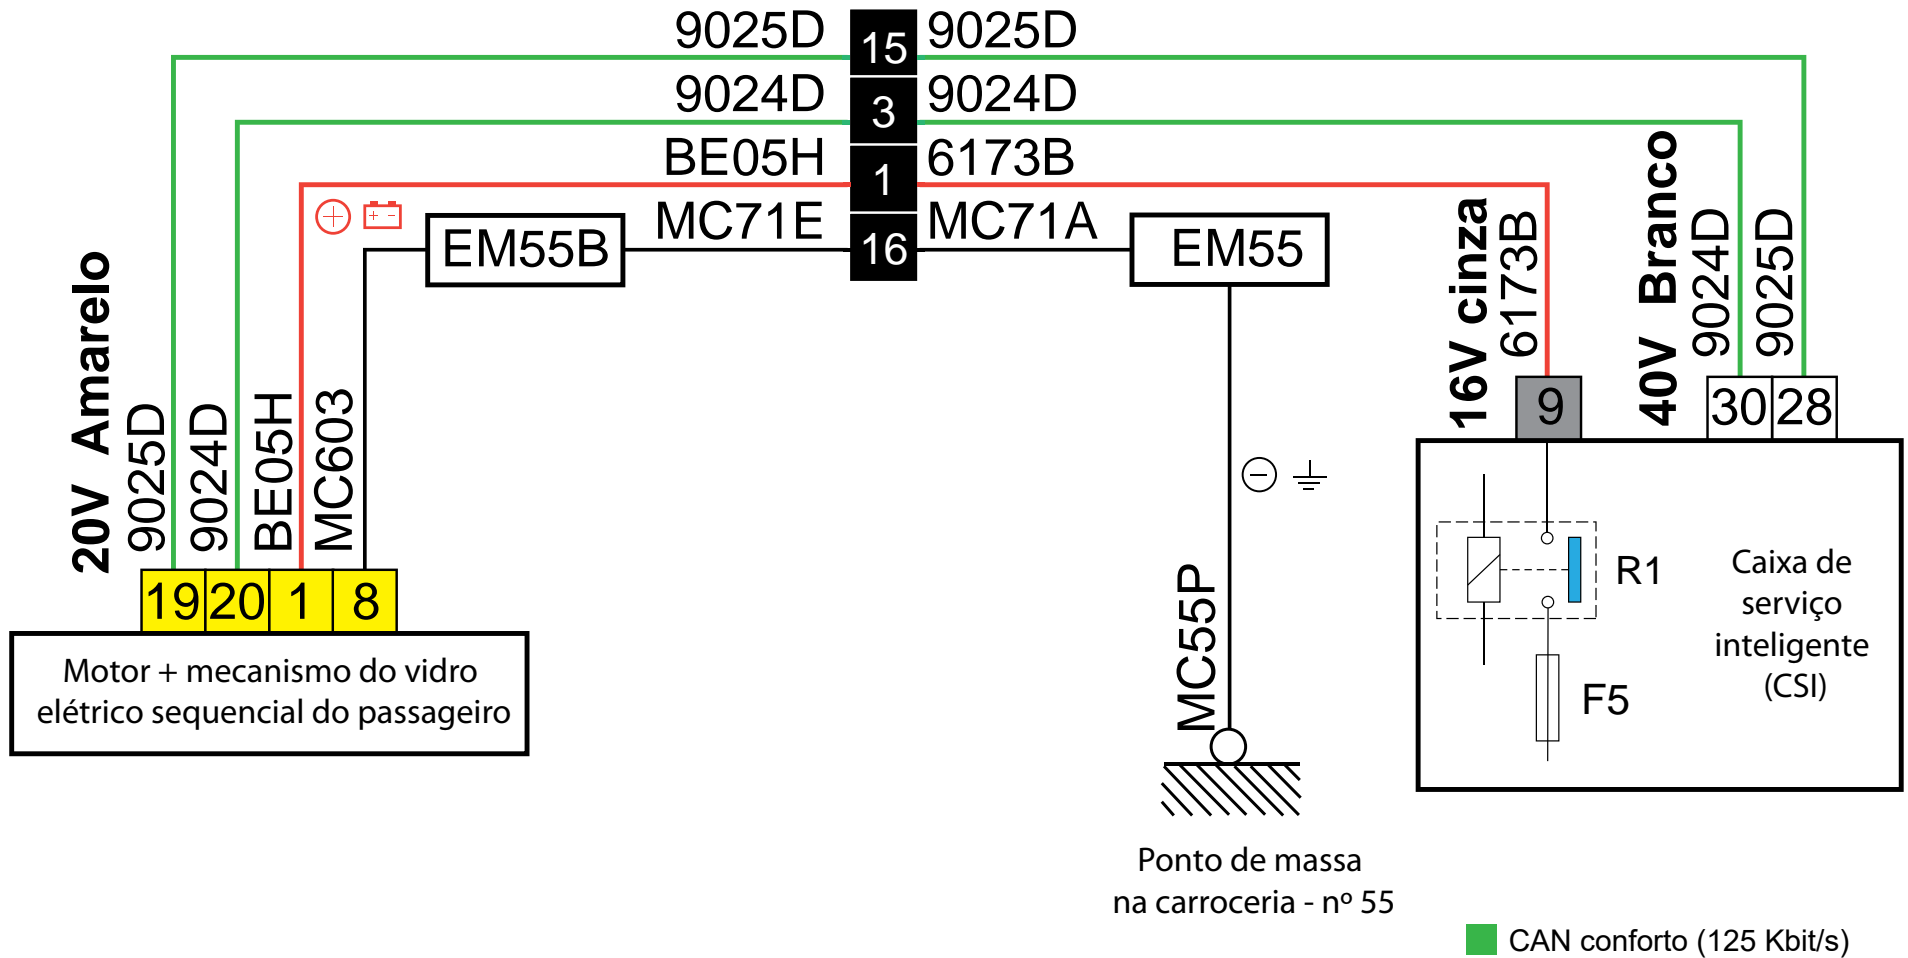 9025D
15
9025D
9024D
3
9024D
BE05H
1
6173B
MC71E
16
MC71A
EM55B
EM55
20V Amarelo
9025D
9024D
BE05H
MC603
19
20
1
8
Motor + mecanismo do vidro
elétrico sequencial do passageiro
MC55P
Ponto de massa
na carroceria - nº 55
16V cinza
6173B
9
40V Branco
9024D
9025D
30
28
R1
F5
Caixa de
serviço
inteligente
(CSI)
CAN conforto (125 Kbit/s)